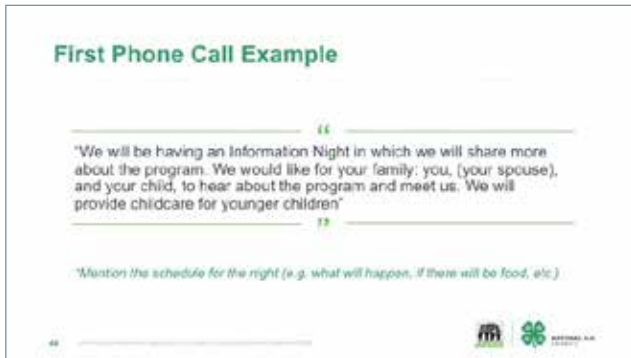 First Phone Call Example
“
“We will be having an Information Night in which we will share more
about the program. We would like for your family: you, (your spouse),
and your child, to hear about the program and meet us. We will
provide childcare for younger children”
”
*Mention the schedule for the night (e.g. what will happen, if there will be food, etc.)